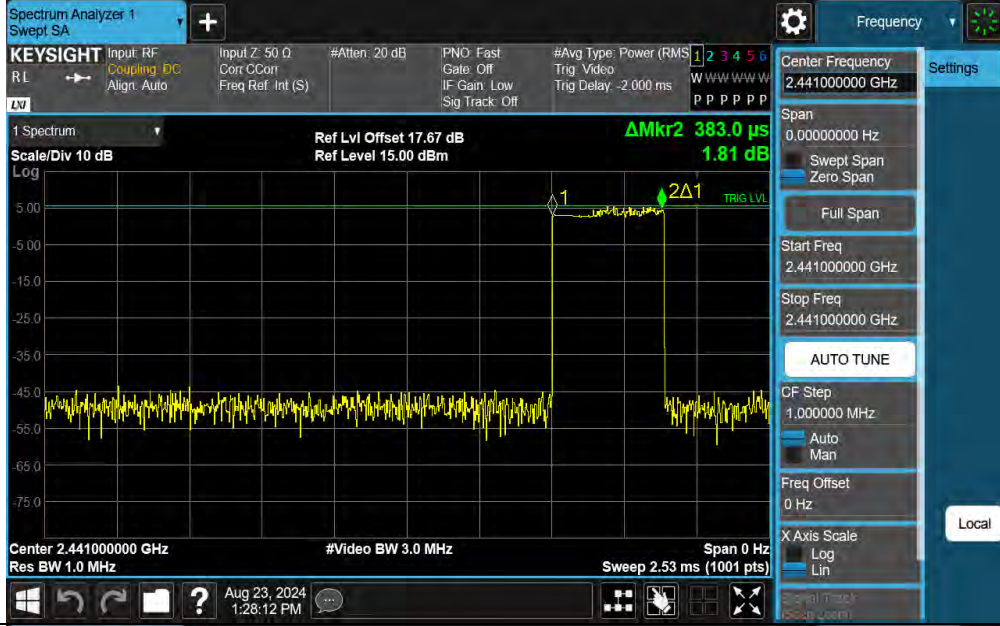 Spectrum Analyzer 1
Swept SA
+
Frequency
KEYSIGHT
RL
LXI
Input: RF
Coupling: DC
Align: Auto
Input Z: 50 Ω
Corr CCorr
Freq Ref: Int (S)
#Atten: 20 dB
PNO: Fast
Gate: Off
IF Gain: Low
Sig Track: Off
#Avg Type: Power (RMS
Trig: Video
Trig Delay: -2.000 ms
1 2 3 4 5 6
W W W W W W
P P P P P P
1 Spectrum
Scale/Div 10 dB
Log
Ref Lvl Offset 17.67 dB
Ref Level 15.00 dBm
ΔMkr2 383.0 µs
1.81 dB
1
2Δ1
TRIG LVL
5.00
-5.00
-15.0
-25.0
-35.0
-45.0
-55.0
-65.0
-75.0
Center 2.441000000 GHz
Res BW 1.0 MHz
#Video BW 3.0 MHz
Span 0 Hz
Sweep 2.53 ms (1001 pts)
Center Frequency
2.441000000 GHz
Span
0.00000000 Hz
Swept Span
Zero Span
Full Span
Start Freq
2.441000000 GHz
Stop Freq
2.441000000 GHz
AUTO TUNE
CF Step
1.000000 MHz
Auto
Man
Freq Offset
0 Hz
X Axis Scale
Log
Lin
Signal Track
(Span Zoom)
Settings
Local
?
Aug 23, 2024
1:28:12 PM